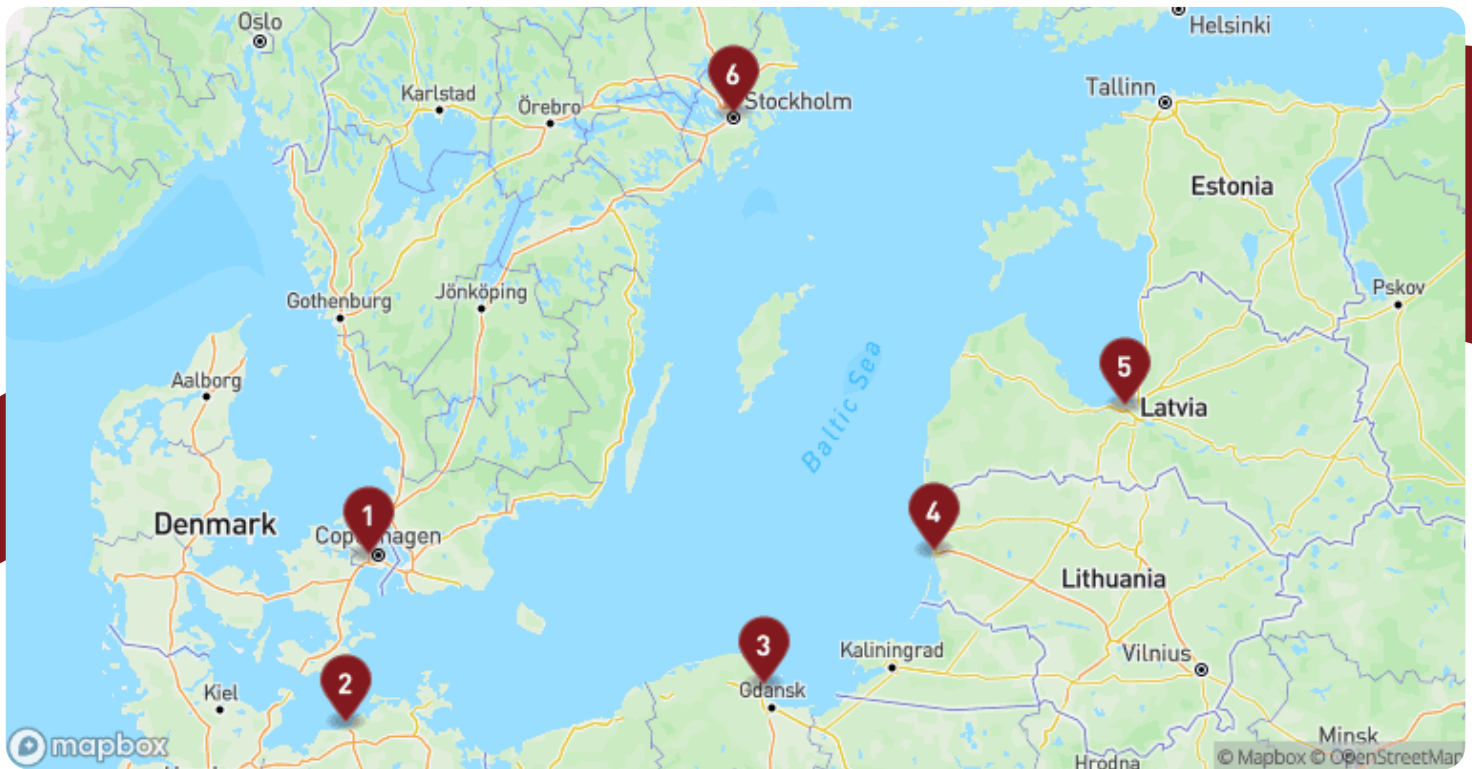 Oslo
Helsinki
6
Stockholm
Karlstad
Örebro
Tallinn
Estonia
Gothenburg
Jönköping
Pskov
Aalborg
Baltic Sea
5
Latvia
4
1
Denmark
Copenhagen
Lithuania
3
Kaliningrad
Vilnius
2
Kiel
Gdansk
mapbox
Minsk
Hrodna
© Mapbox © OpenStreetMap